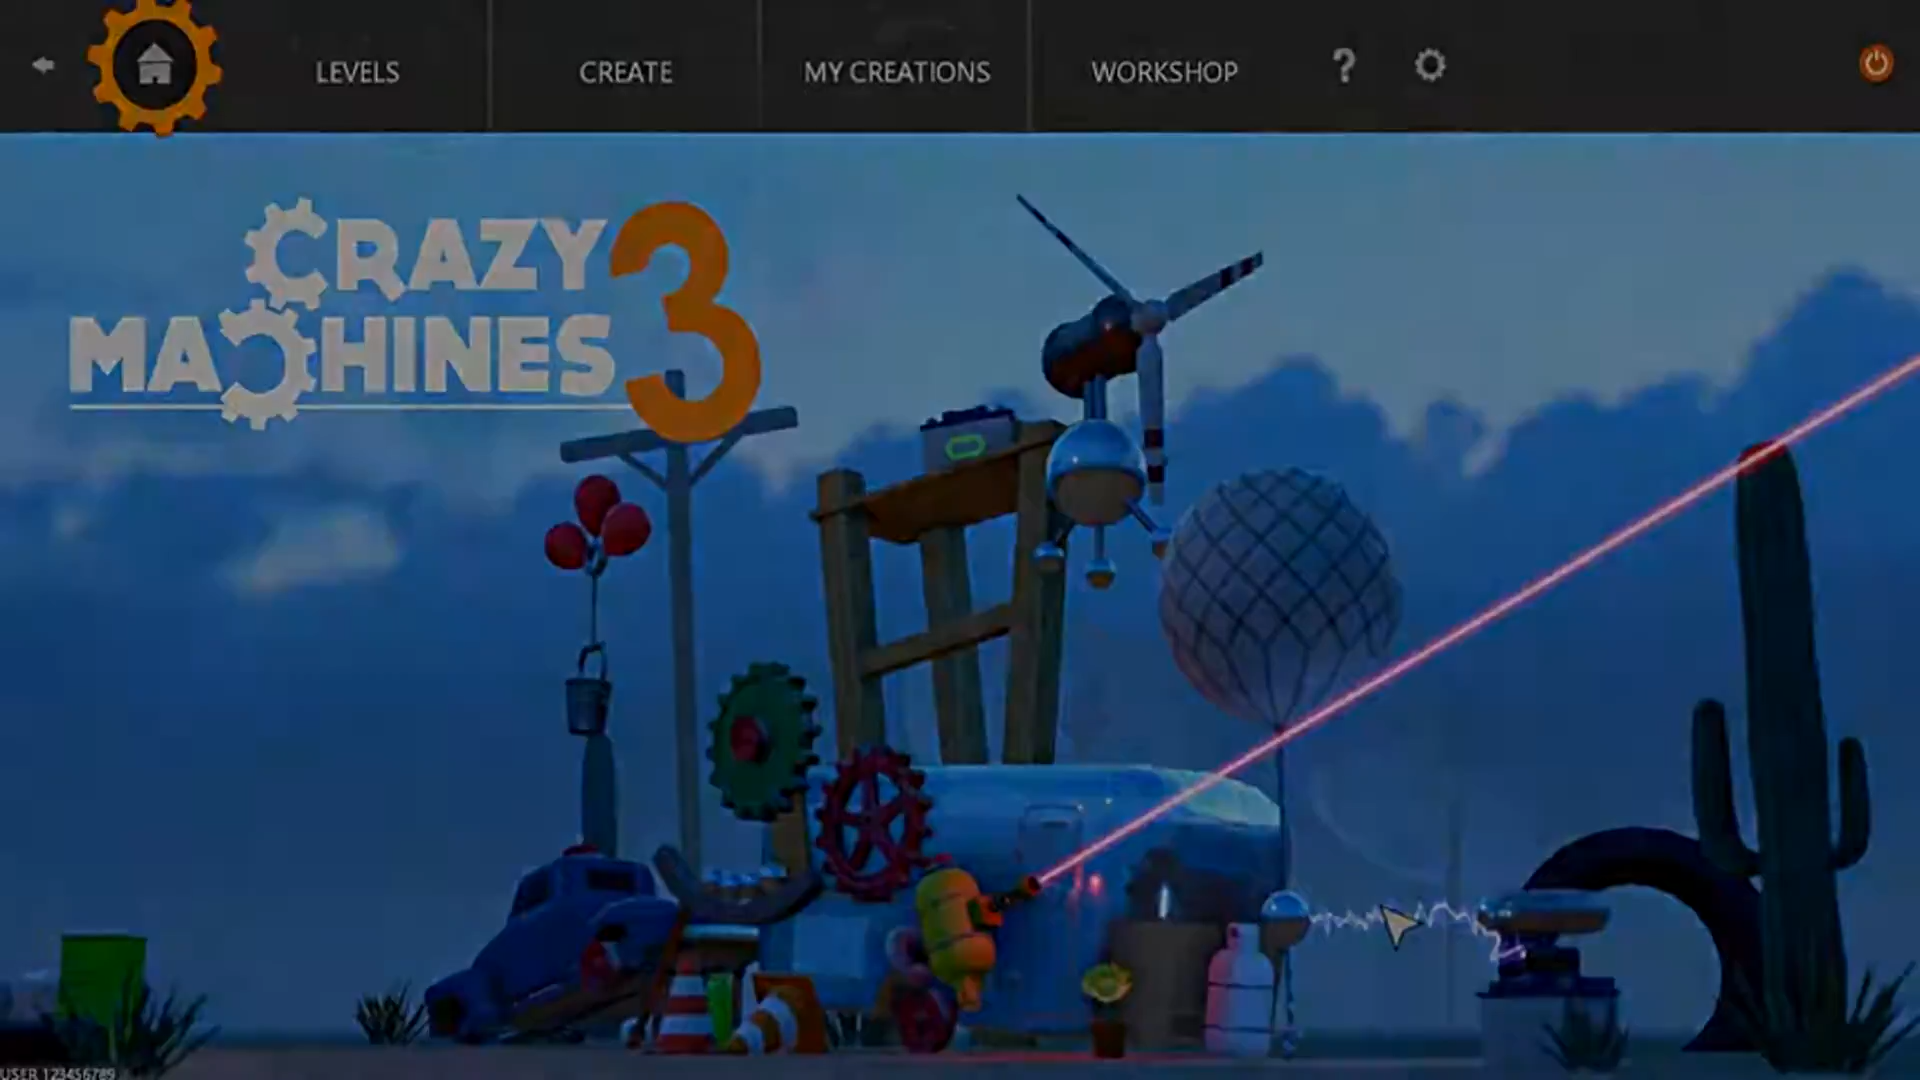 LEVELS
CREATE
MY CREATIONS
WORKSHOP
?
CRAZY
MACHINES 3
USER 123456789